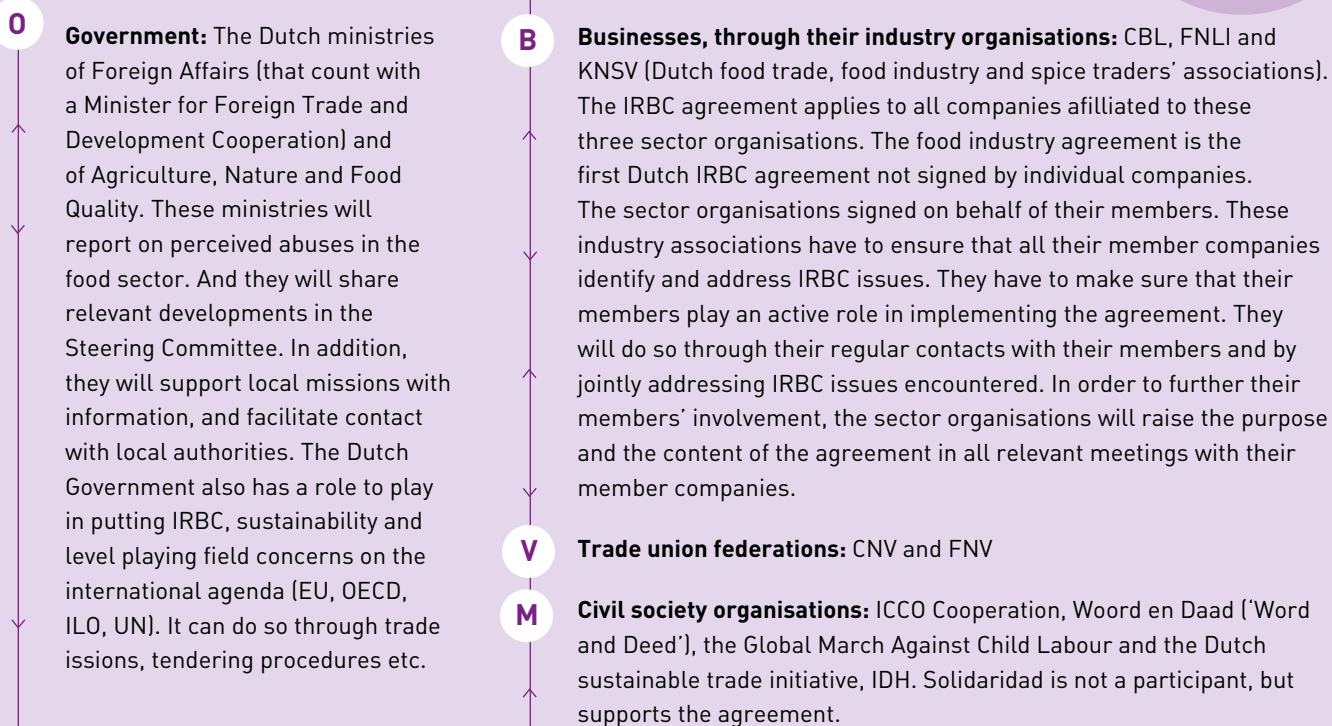 O
Government: The Dutch ministries
of Foreign Affairs (that count with
a Minister for Foreign Trade and
Development Cooperation) and
of Agriculture, Nature and Food
Quality. These ministries will
report on perceived abuses in the
food sector. And they will share
relevant developments in the
Steering Committee. In addition,
they will support local missions with
information, and facilitate contact
with local authorities. The Dutch
Government also has a role to play
in putting IRBC, sustainability and
level playing field concerns on the
international agenda (EU, OECD,
ILO, UN). It can do so through trade
issions, tendering procedures etc.
B
Businesses, through their industry organisations: CBL, FNLI and
KNSV (Dutch food trade, food industry and spice traders’ associations).
The IRBC agreement applies to all companies afilliated to these
three sector organisations. The food industry agreement is the
first Dutch IRBC agreement not signed by individual companies.
The sector organisations signed on behalf of their members. These
industry associations have to ensure that all their member companies
identify and address IRBC issues. They have to make sure that their
members play an active role in implementing the agreement. They
will do so through their regular contacts with their members and by
jointly addressing IRBC issues encountered. In order to further their
members’ involvement, the sector organisations will raise the purpose
and the content of the agreement in all relevant meetings with their
member companies.
V
Trade union federations: CNV and FNV
M
Civil society organisations: ICCO Cooperation, Woord en Daad (‘Word
and Deed’), the Global March Against Child Labour and the Dutch
sustainable trade initiative, IDH. Solidaridad is not a participant, but
supports the agreement.